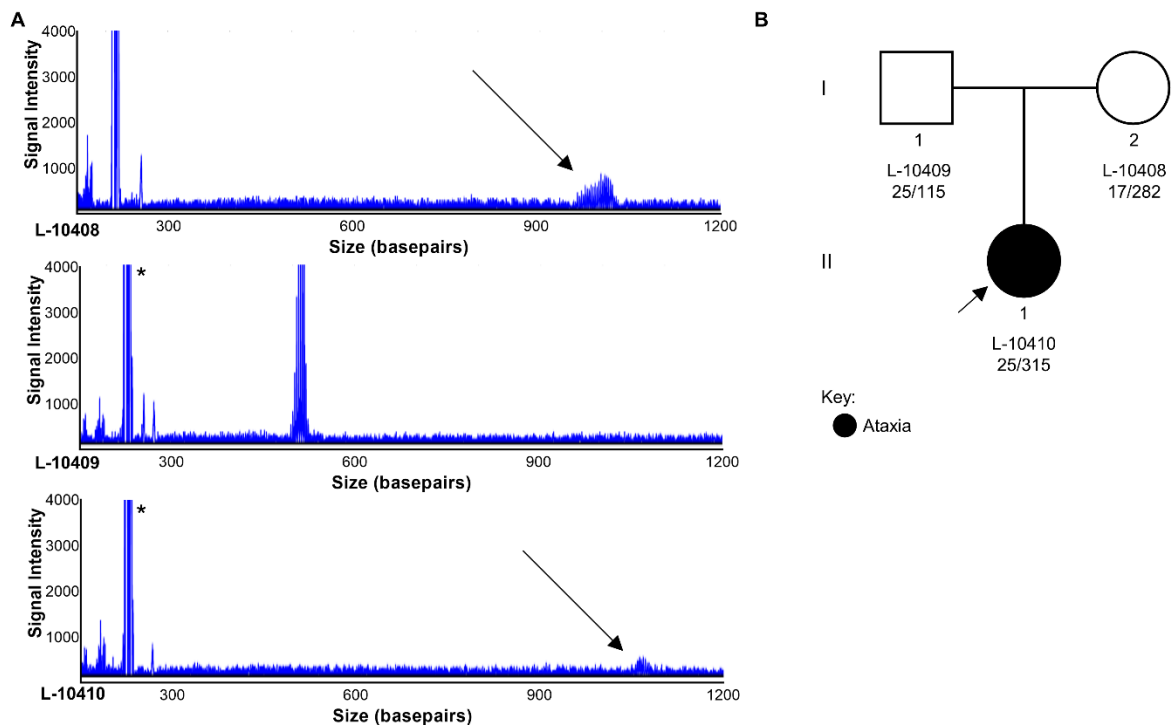 A
Signal Intensity
4000
3000
2000
1000
300
600
900
1200
L-10408
Size (basepairs)
Signal Intensity
4000
*
3000
2000
1000
300
600
900
1200
L-10409
Size (basepairs)
Signal Intensity
4000
*
3000
2000
1000
300
600
900
1200
L-10410
Size (basepairs)
B
I
1
L-10409
25/115
2
L-10408
17/282
II
1
L-10410
25/315
Key:
Ataxia